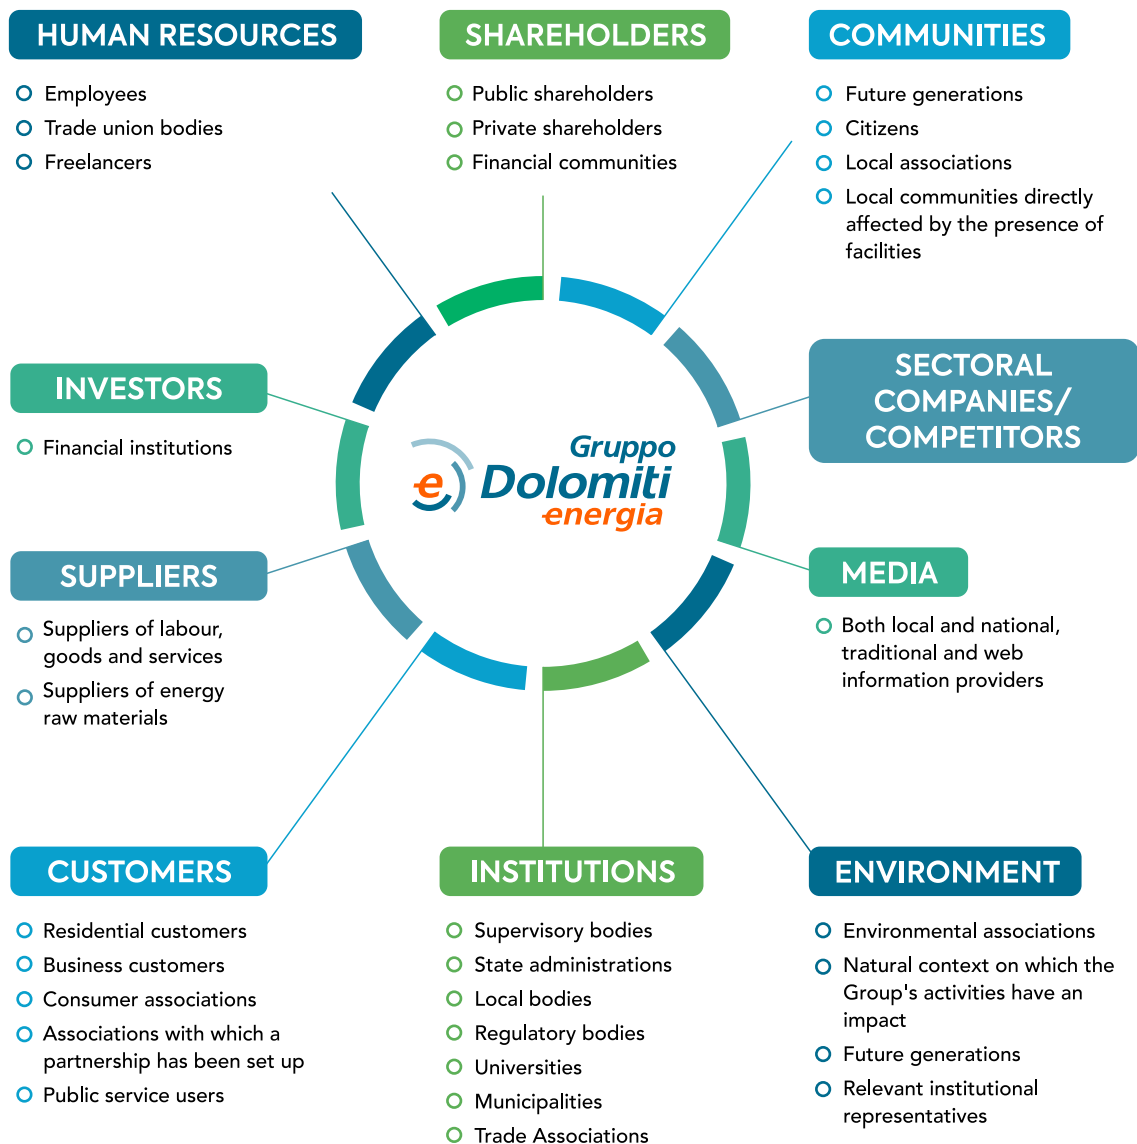 HUMAN RESOURCES
Employees
Trade union bodies
Freelancers
SHAREHOLDERS
Public shareholders
Private shareholders
Financial communities
COMMUNITIES
Future generations
Citizens
Local associations
Local communities directly
affected by the presence of
facilities
INVESTORS
Financial institutions
e
Gruppo
Dolomiti
energia
SECTORAL
COMPANIES/
COMPETITORS
SUPPLIERS
Suppliers of labour,
goods and services
Suppliers of energy
raw materials
MEDIA
Both local and national,
traditional and web
information providers
CUSTOMERS
Residential customers
Business customers
Consumer associations
Associations with which a
partnership has been set up
Public service users
INSTITUTIONS
Supervisory bodies
State administrations
Local bodies
Regulatory bodies
Universities
Municipalities
Trade Associations
ENVIRONMENT
Environmental associations
Natural context on which the
Group's activities have an
impact
Future generations
Relevant institutional
representatives